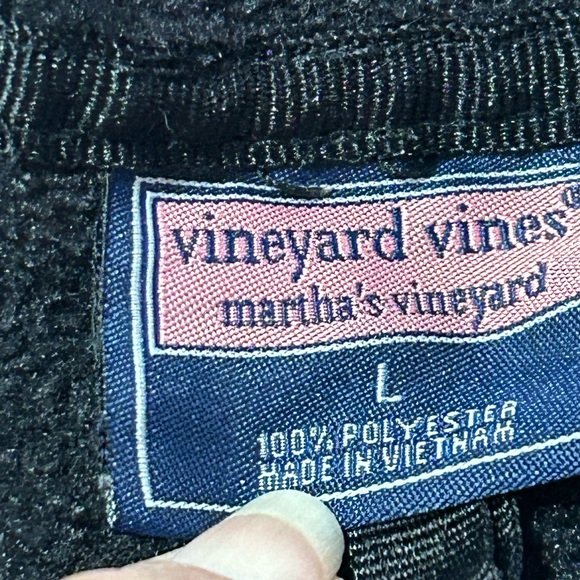 vineyard vines®
martha's vineyard
L
100% POLYESTER
MADE IN VIETNAM